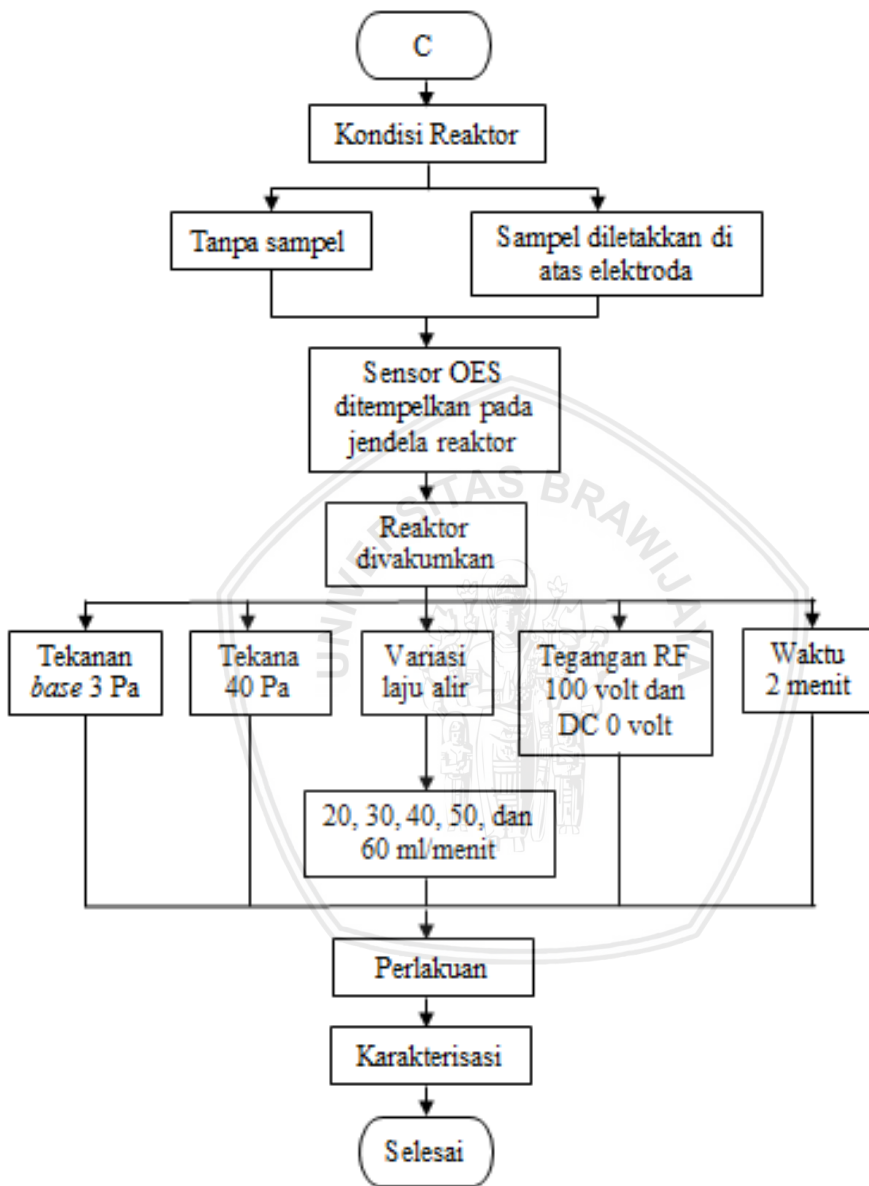 C
Kondisi Reaktor
Tanpa sampel
Sampel diletakkan di
atas elektroda
Sensor OES
ditempelkan pada
jendela reaktor
Reaktor
divakumkan
Tekanan
base 3 Pa
Tekana
40 Pa
Variasi
laju alir
Tegangan RF
100 volt dan
DC 0 volt
Waktu
2 menit
20, 30, 40, 50, dan
60 ml/menit
Perlakuan
Karakterisasi
Selesai
UNIVERSITAS BRAWIJAYA